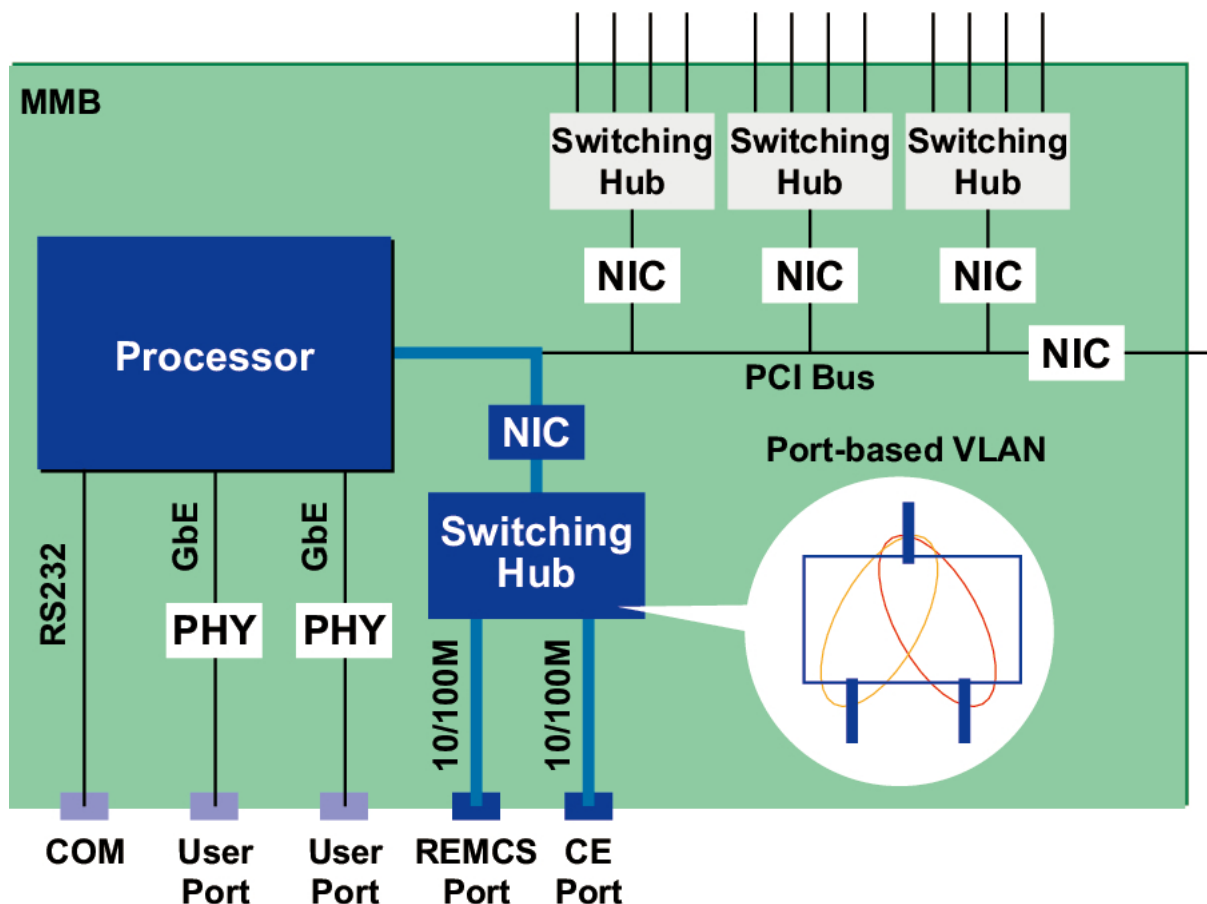 MMB
Switching
Hub
Switching
Hub
Switching
Hub
NIC
NIC
NIC
Processor
NIC
PCI Bus
NIC
Port-based VLAN
Switching
Hub
RS232
GbE
GbE
PHY
PHY
10/100M
10/100M
COM
User
Port
User
Port
REMCS
Port
CE
Port